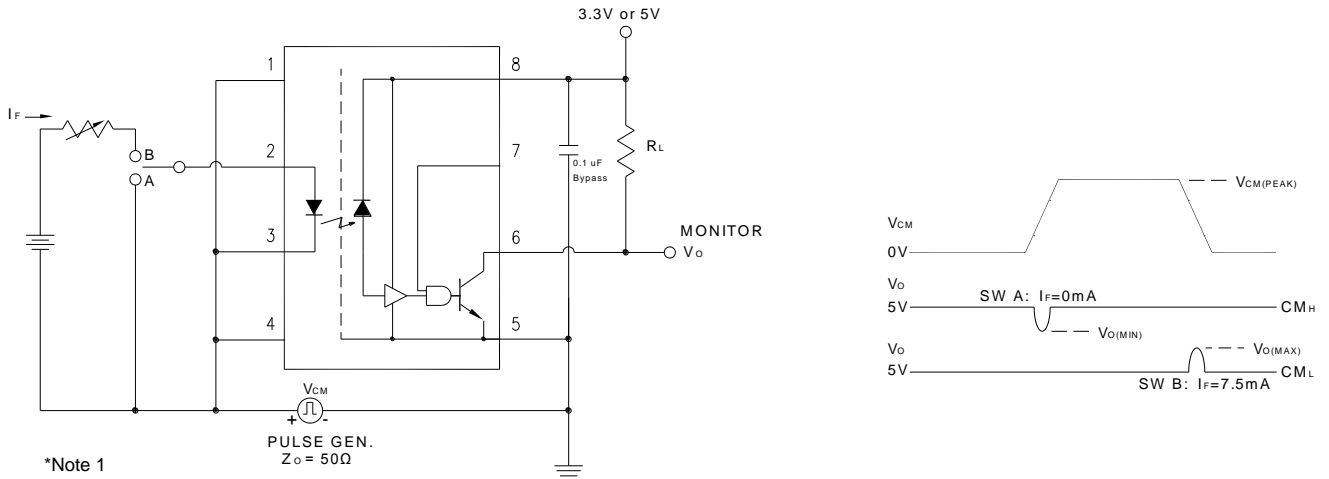 3.3V or 5V
1
8
IF
B
A
2
7
0.1 uF
Bypass
RL
3
6
MONITOR
Vo
4
5
VCM
+ -
PULSE GEN.
Zo = 50Ω
*Note 1
VCM(PEAK)
VCM
0V
Vo
5V
SW A: IF=0mA
CMH
VO(MIN)
Vo
5V
VO(MAX)
CML
SW B: IF=7.5mA